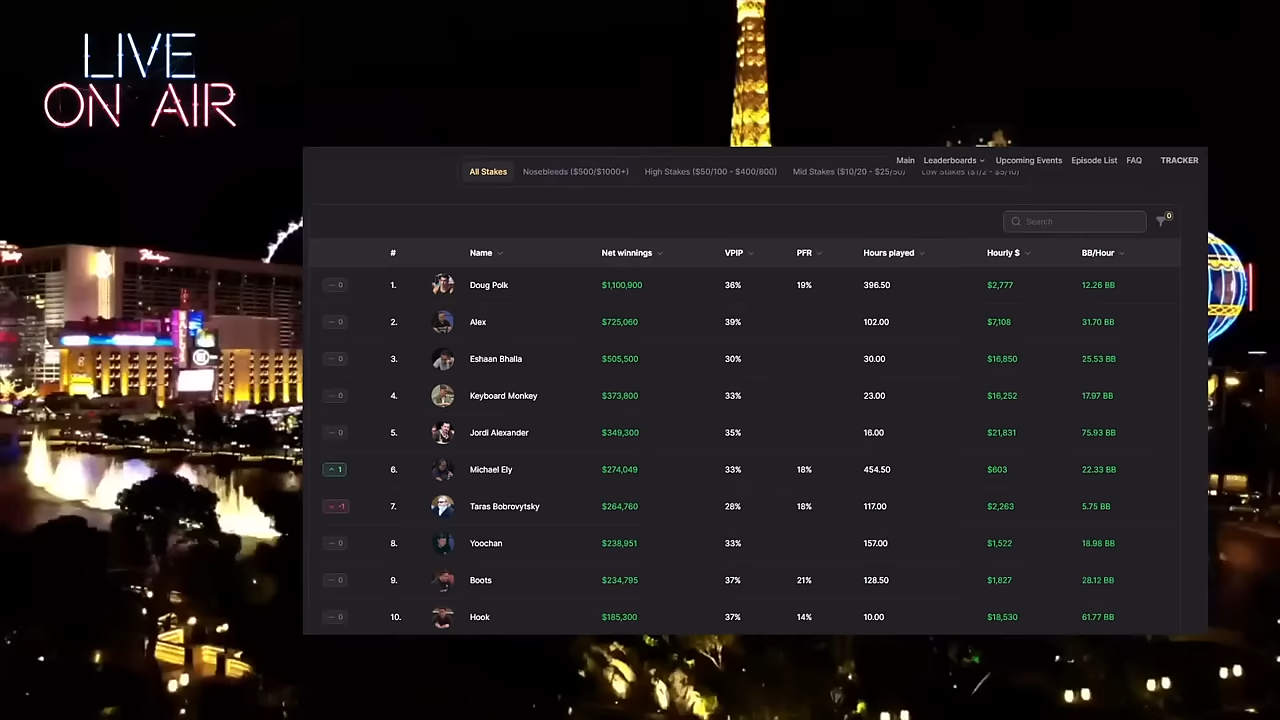 LIVE
ON AIR
Main Leaderboards Upcoming Events Episode List FAQ TRACKER
All Stakes Nosebleeds ($500/$1000+) High Stakes ($50/100 - $400/800) Mid Stakes ($10/20 - $25/50) Low Stakes ($1/2 - $5/10)
Search 0
# Name Net winnings VPIP PFR Hours played Hourly $ BB/Hour
— 0 1. Doug Polk $1,100,900 36% 19% 396.50 $2,777 12.26 BB
— 0 2. Alex $725,060 39% 102.00 $7,108 31.70 BB
— 0 3. Eshaan Bhalla $505,500 30% 30.00 $16,850 25.53 BB
— 0 4. Keyboard Monkey $373,800 33% 23.00 $16,252 17.97 BB
— 0 5. Jordi Alexander $349,300 35% 16.00 $21,831 75.93 BB
1 6. Michael Ely $274,049 33% 18% 454.50 $603 22.33 BB
-1 7. Taras Bobrovytsky $264,760 28% 18% 117.00 $2,263 5.75 BB
— 0 8. Yoochan $238,951 33% 157.00 $1,522 18.98 BB
— 0 9. Boots $234,795 37% 21% 128.50 $1,827 28.12 BB
— 0 10. Hook $185,300 37% 14% 10.00 $18,530 61.77 BB